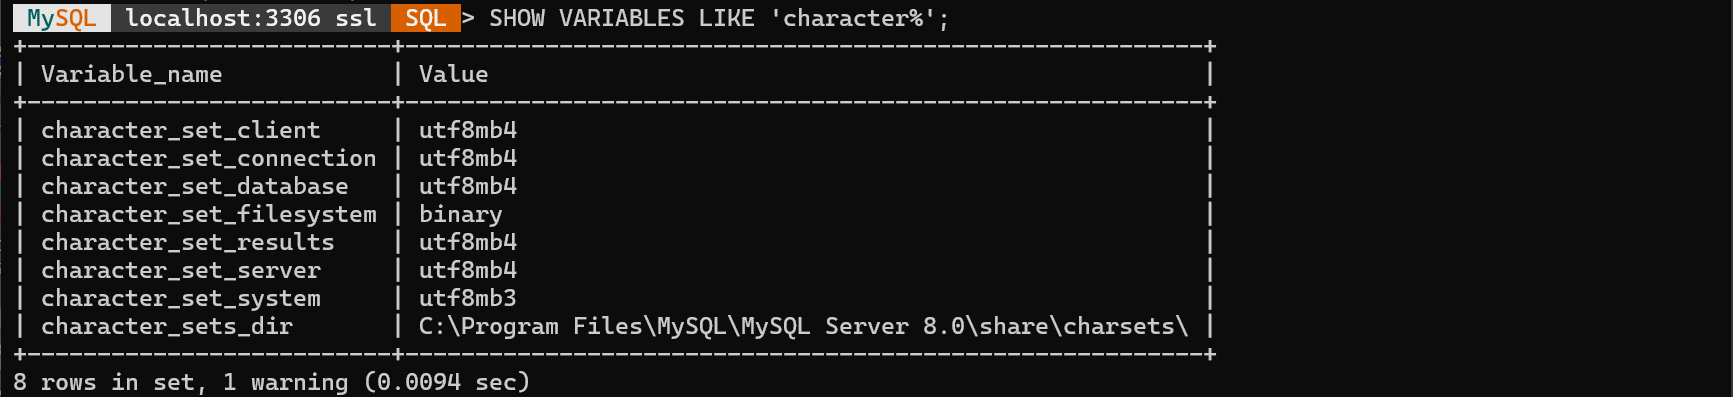 MySQL localhost:3306 ssl SQL > SHOW VARIABLES LIKE 'character%';
+--------------------------+---------------------------------------------------------+
| Variable_name            | Value                                                   |
+--------------------------+---------------------------------------------------------+
| character_set_client     | utf8mb4                                                 |
| character_set_connection | utf8mb4                                                 |
| character_set_database   | utf8mb4                                                 |
| character_set_filesystem | binary                                                  |
| character_set_results    | utf8mb4                                                 |
| character_set_server     | utf8mb4                                                 |
| character_set_system     | utf8mb3                                                 |
| character_sets_dir       | C:\Program Files\MySQL\MySQL Server 8.0\share\charsets\ |
+--------------------------+---------------------------------------------------------+
8 rows in set, 1 warning (0.0094 sec)